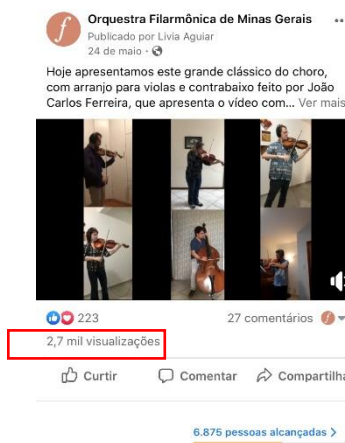 Orquestra Filarmônica de Minas Gerais
Publicado por Livia Aguiar
24 de maio ·
Hoje apresentamos este grande clássico do choro,
com arranjo para violas e contrabaixo feito por João
Carlos Ferreira, que apresenta o vídeo com... Ver mais
223
27 comentários
2,7 mil visualizações
Curtir
Comentar
Compartilha
6.875 pessoas alcançadas >